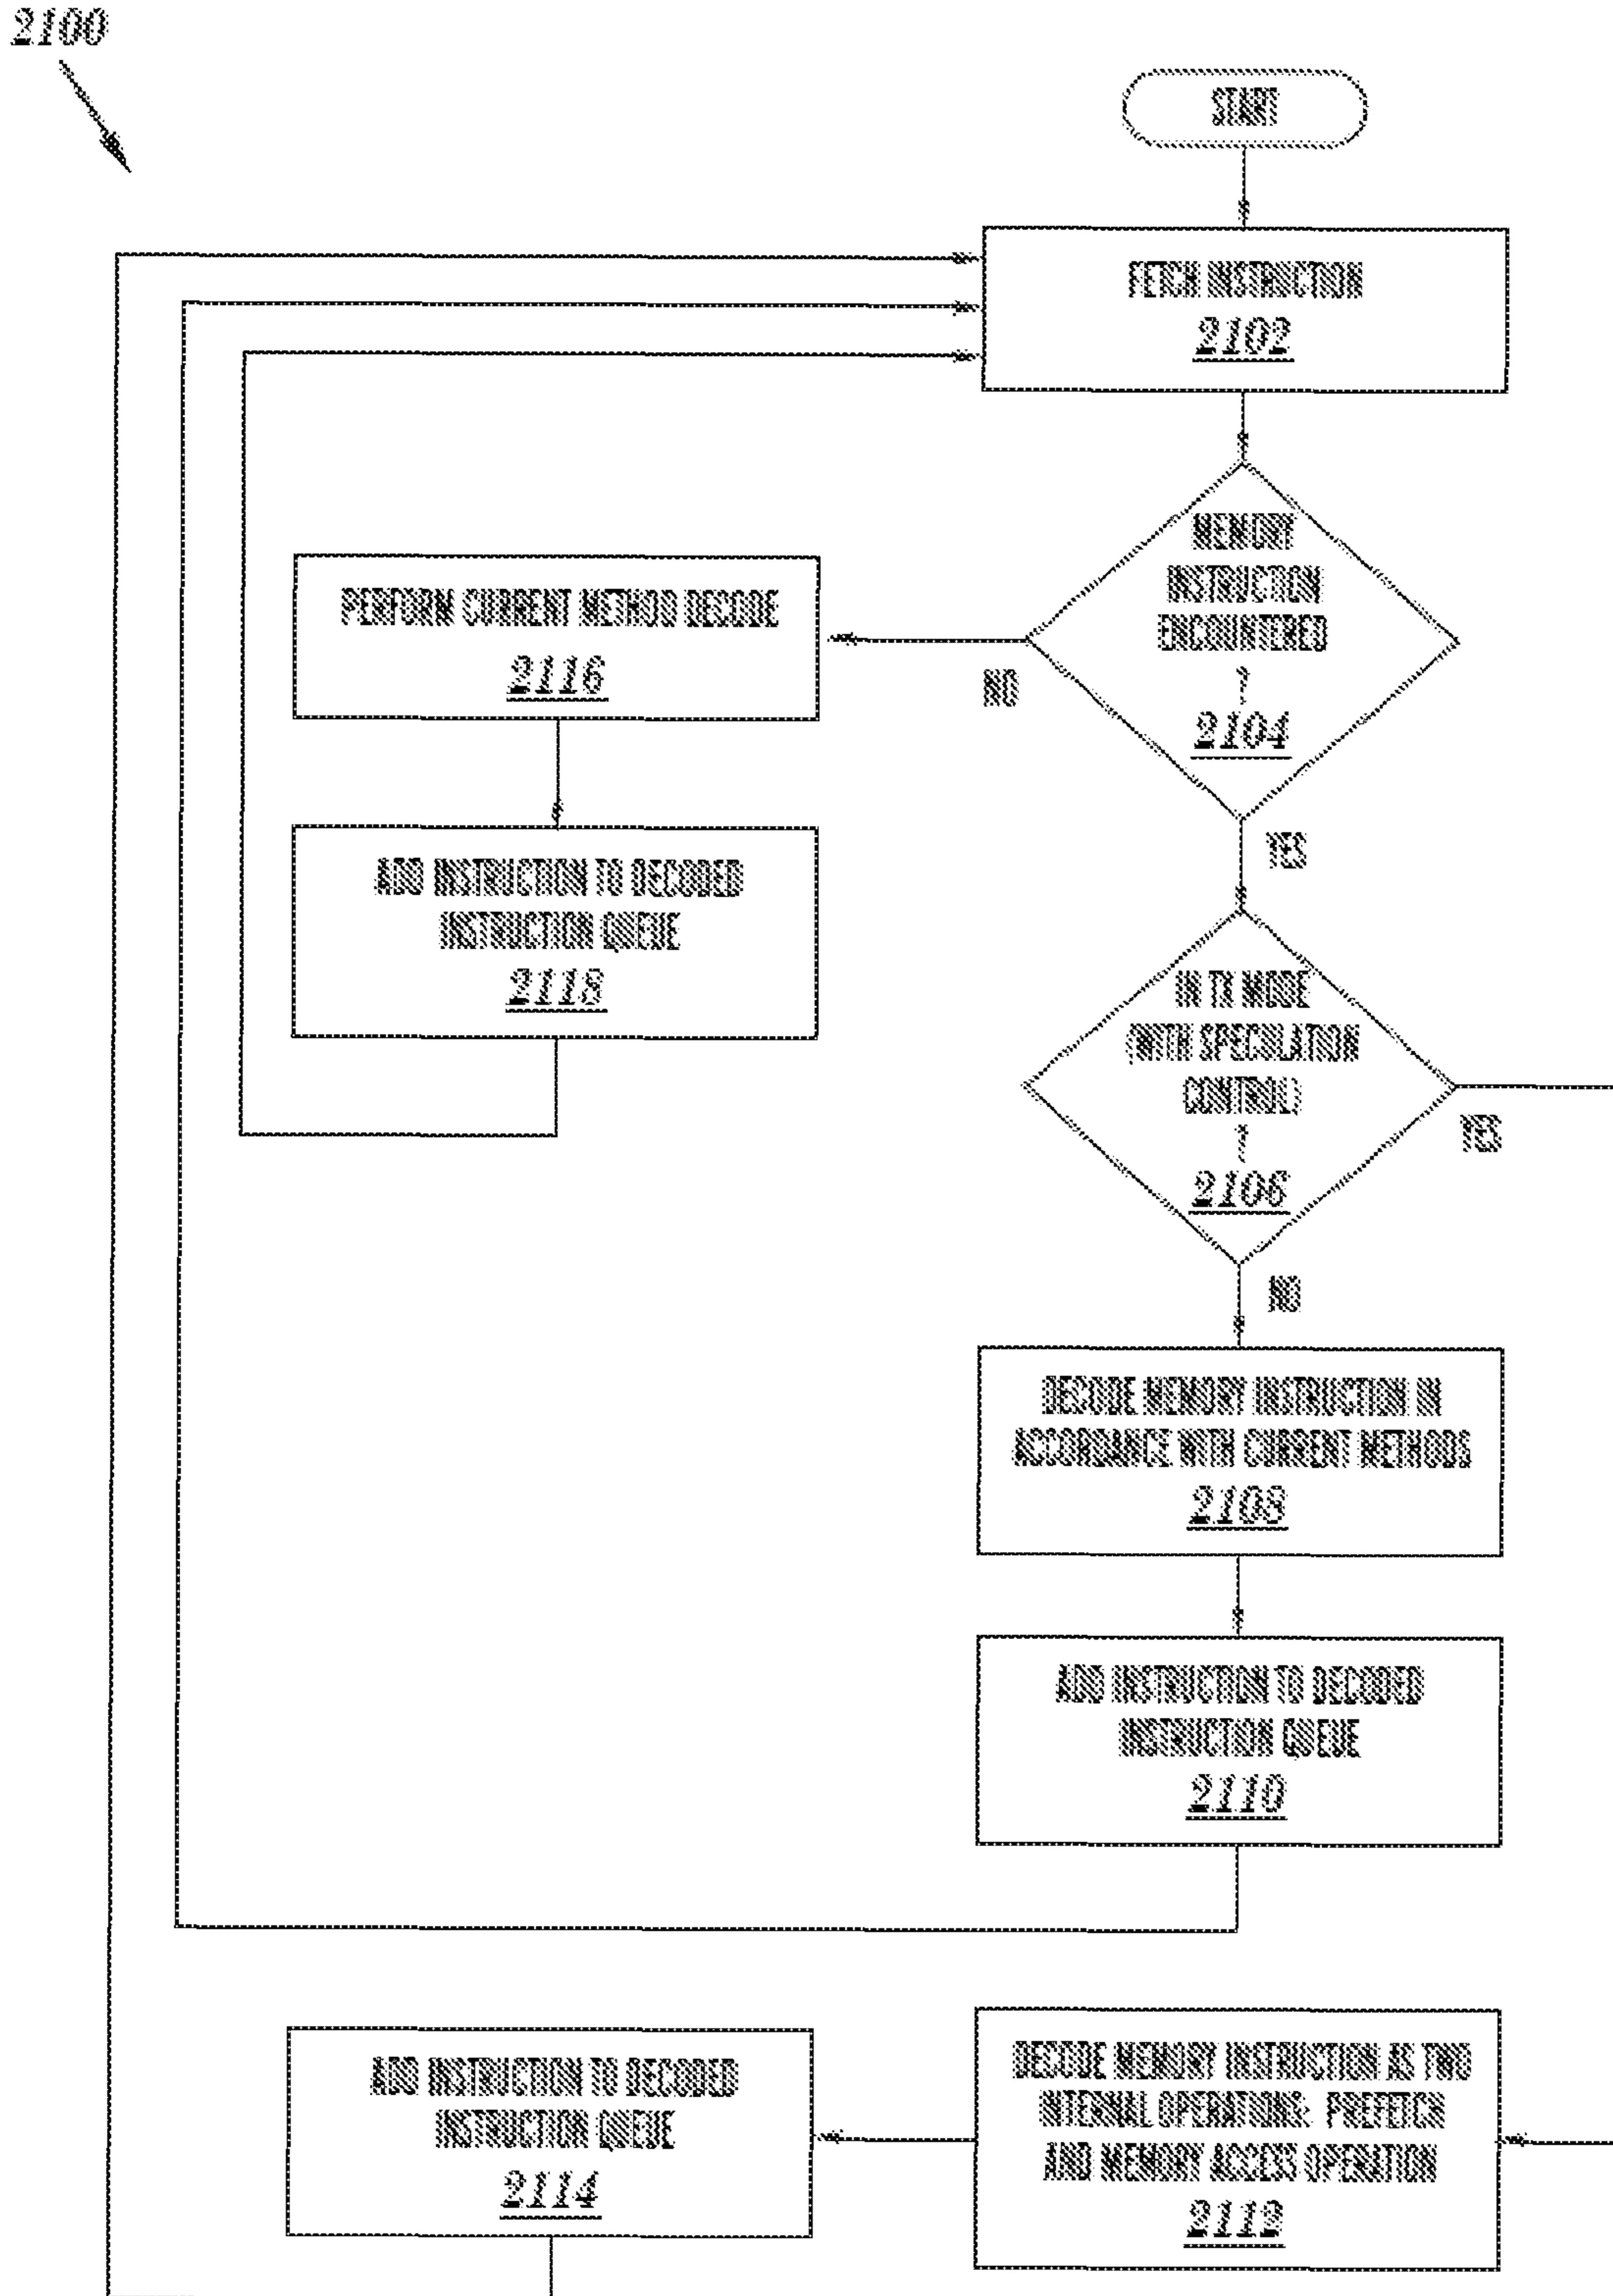 2100
START
FETCH INSTRUCTION
2102
MEMORY
INSTRUCTION
ENCOUNTERED
?
2104
NO
YES
PERFORM CURRENT METHOD DECODE
2116
ADD INSTRUCTION TO DECODED
INSTRUCTION QUEUE
2118
IN TX MODE
(WITH SPECULATION
CONTROL)
?
2106
YES
NO
DECODE MEMORY INSTRUCTION IN
ACCORDANCE WITH CURRENT METHODS
2108
ADD INSTRUCTION TO DECODED
INSTRUCTION QUEUE
2110
DECODE MEMORY INSTRUCTION AS TWO
INTERNAL OPERATIONS: PREFETCH
AND MEMORY ACCESS OPERATION
2112
ADD INSTRUCTION TO DECODED
INSTRUCTION QUEUE
2114